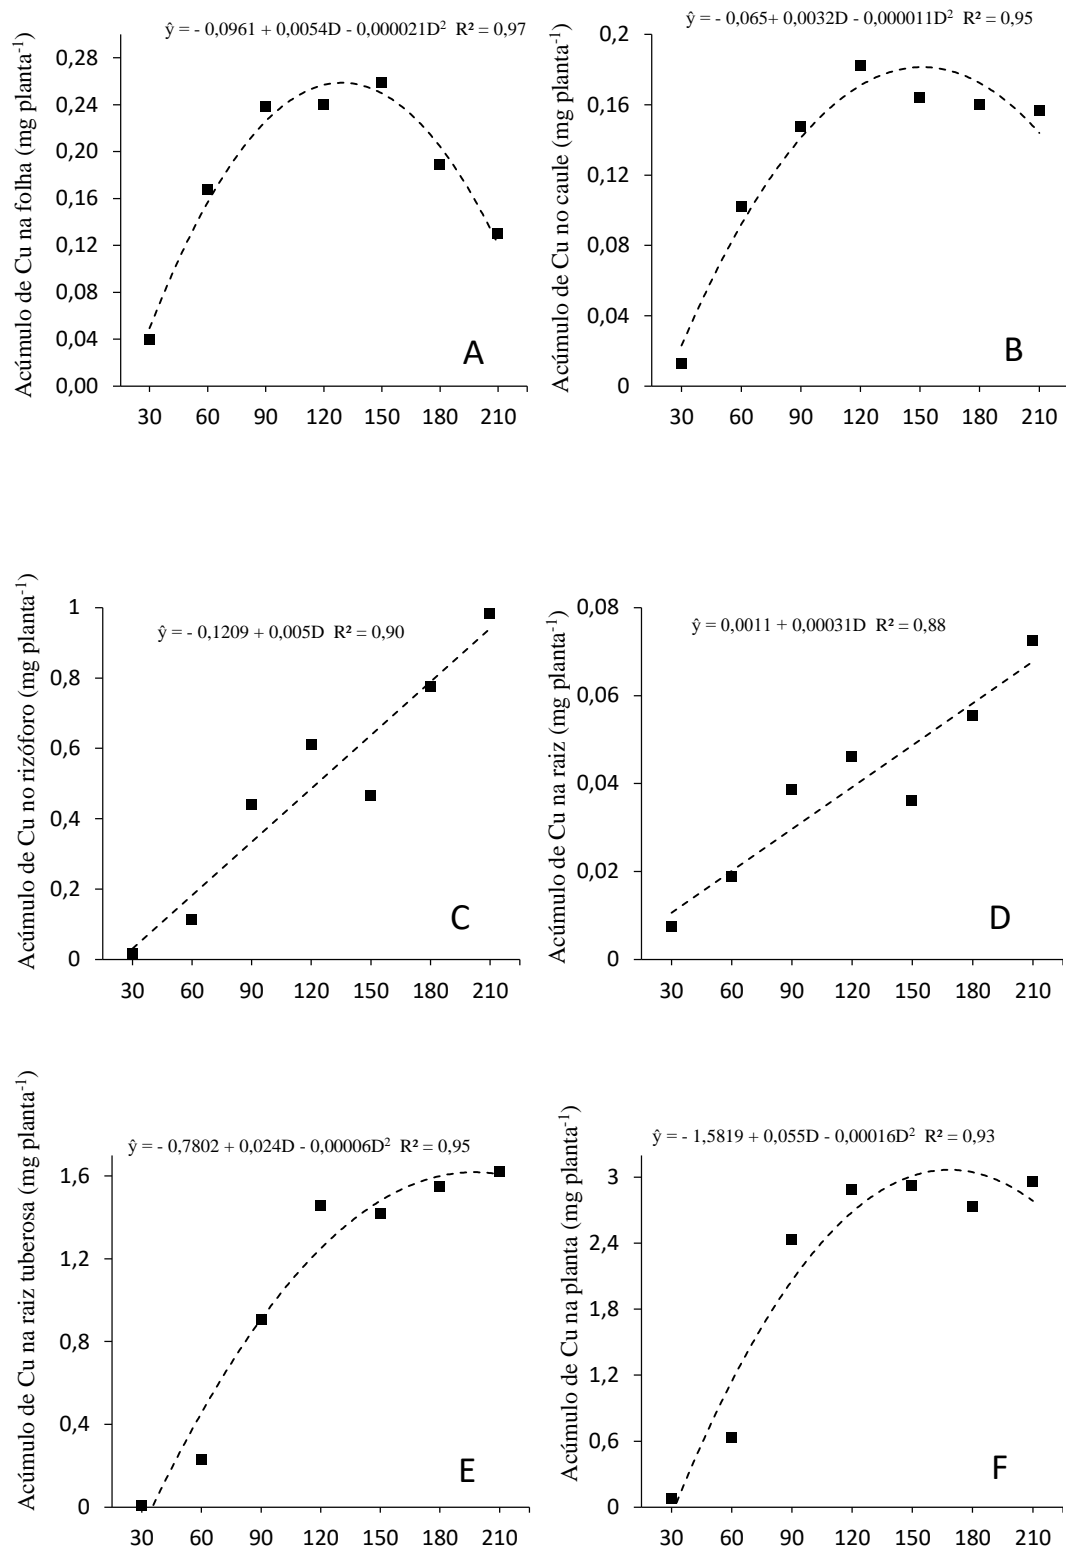 ŷ = - 0,0961 + 0,0054D - 0,000021D² R² = 0,97
Acúmulo de Cu na folha (mg planta⁻¹)
0,28
0,24
0,20
0,16
0,12
0,08
0,04
0,00
A
30 60 90 120 150 180 210
ŷ = - 0,065+ 0,0032D - 0,000011D² R² = 0,95
Acúmulo de Cu no caule (mg planta⁻¹)
0,2
0,16
0,12
0,08
0,04
0
B
30 60 90 120 150 180 210
ŷ = - 0,1209 + 0,005D R² = 0,90
Acúmulo de Cu no rizóforo (mg planta⁻¹)
1
0,8
0,6
0,4
0,2
0
C
30 60 90 120 150 180 210
ŷ = 0,0011 + 0,00031D R² = 0,88
Acúmulo de Cu na raiz (mg planta⁻¹)
0,08
0,06
0,04
0,02
0
D
30 60 90 120 150 180 210
ŷ = - 0,7802 + 0,024D - 0,00006D² R² = 0,95
Acúmulo de Cu na raiz tuberosa (mg planta⁻¹)
1,6
1,2
0,8
0,4
0
E
30 60 90 120 150 180 210
ŷ = - 1,5819 + 0,055D - 0,00016D² R² = 0,93
Acúmulo de Cu na planta (mg planta⁻¹)
3
2,4
1,8
1,2
0,6
0
F
30 60 90 120 150 180 210